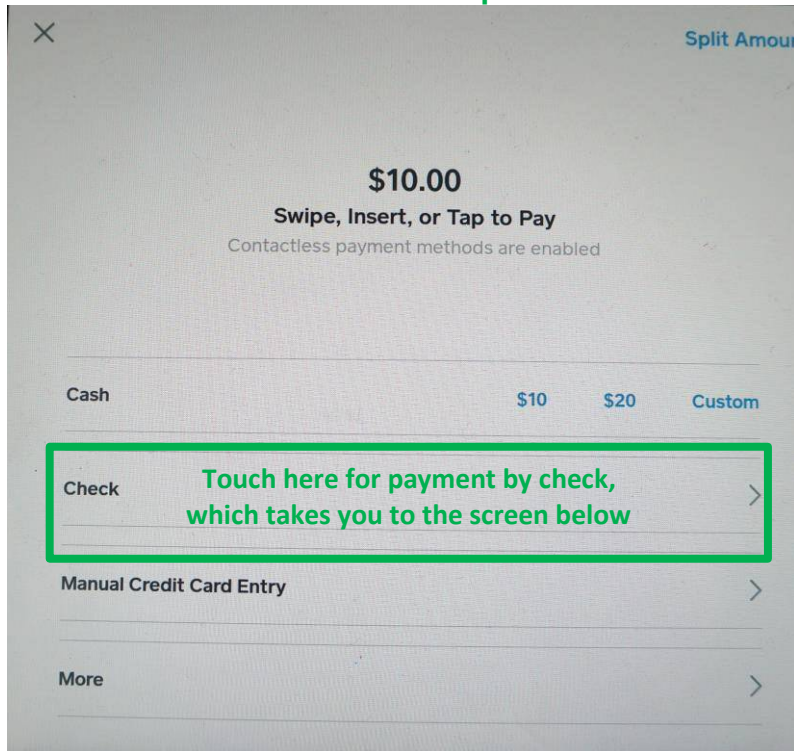 Split Amour
$10.00
Swipe, Insert, or Tap to Pay
Contactless payment methods are enabled
Cash $10 $20 Custom
Check
Touch here for payment by check,
which takes you to the screen below
Manual Credit Card Entry
More